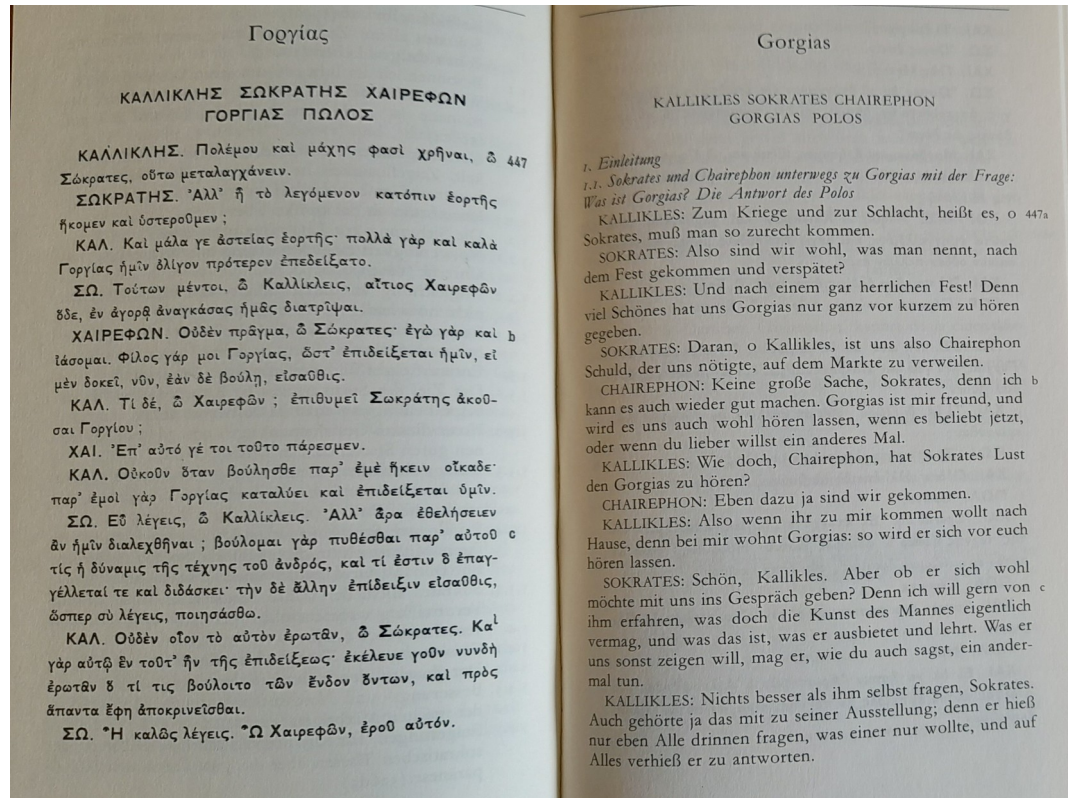 Γοργίας
ΚΑΛΛΙΚΛΗΣ ΣΩΚΡΑΤΗΣ ΧΑΙΡΕΦΩΝ
ΓΟΡΓΙΑΣ ΠΩΛΟΣ
ΚΑΛΛΙΚΛΗΣ. Πολέμου καὶ μάχης φασὶ χρῆναι, ὦ 447
Σώκρατες, οὕτω μεταλαγχάνειν.
ΣΩΚΡΑΤΗΣ. Ἀλλ’ ἦ τὸ λεγόμενον κατόπιν ἑορτῆς
ἥκομεν καὶ ὑστεροῦμεν ;
ΚΑΛ. Καὶ μάλα γε ἀστείας ἑορτῆς· πολλὰ γὰρ καὶ καλὰ
Γοργίας ἡμῖν ὀλίγον πρότερον ἐπεδείξατο.
ΣΩ. Τούτων μέντοι, ὦ Καλλίκλεις, αἴτιος Χαιρεφῶν
ὅδε, ἐν ἀγορᾷ ἀναγκάσας ἡμᾶς διατρῖψαι.
ΧΑΙΡΕΦΩΝ. Οὐδὲν πρᾶγμα, ὦ Σώκρατες· ἐγὼ γὰρ καὶ b
ἰάσομαι. Φίλος γάρ μοι Γοργίας, ὥστ’ ἐπιδείξεται ἡμῖν, εἰ
μὲν δοκεῖ, νῦν, ἐὰν δὲ βούλῃ, εἰσαῦθις.
ΚΑΛ. Τί δέ, ὦ Χαιρεφῶν ; ἐπιθυμεῖ Σωκράτης ἀκοῦ-
σαι Γοργίου ;
ΧΑΙ. Ἐπ’ αὐτό γέ τοι τοῦτο πάρεσμεν.
ΚΑΛ. Οὐκοῦν ὅταν βούλησθε παρ’ ἐμὲ ἥκειν οἴκαδε·
παρ’ ἐμοὶ γὰρ Γοργίας καταλύει καὶ ἐπιδείξεται ὑμῖν.
ΣΩ. Εὖ λέγεις, ὦ Καλλίκλεις. Ἀλλ’ ἆρα ἐθελήσειεν
ἂν ἡμῖν διαλεχθῆναι ; βούλομαι γὰρ πυθέσθαι παρ’ αὐτοῦ c
τίς ἡ δύναμις τῆς τέχνης τοῦ ἀνδρός, καὶ τί ἐστιν ὃ ἐπαγ-
γέλλεταί τε καὶ διδάσκει· τὴν δὲ ἄλλην ἐπίδειξιν εἰσαῦθις,
ὥσπερ σὺ λέγεις, ποιησάσθω.
ΚΑΛ. Οὐδὲν οἷον τὸ αὐτὸν ἐρωτᾶν, ὦ Σώκρατες. Καὶ
γὰρ αὐτῷ ἓν τοῦτ’ ἦν τῆς ἐπιδείξεως· ἐκέλευε γοῦν νυνδὴ
ἐρωτᾶν ὅ τί τις βούλοιτο τῶν ἔνδον ὄντων, καὶ πρὸς
ἅπαντα ἔφη ἀποκρινεῖσθαι.
ΣΩ. Ἦ καλῶς λέγεις. Ὦ Χαιρεφῶν, ἐροῦ αὐτόν.
Gorgias
KALLIKLES SOKRATES CHAIREPHON
GORGIAS POLOS
1. Einleitung
1.1. Sokrates und Chairephon unterwegs zu Gorgias mit der Frage:
Was ist Gorgias? Die Antwort des Polos
KALLIKLES: Zum Kriege und zur Schlacht, heißt es, o 447a
Sokrates, muß man so zurecht kommen.
SOKRATES: Also sind wir wohl, was man nennt, nach
dem Fest gekommen und verspätet?
KALLIKLES: Und nach einem gar herrlichen Fest! Denn
viel Schönes hat uns Gorgias nur ganz vor kurzem zu hören
gegeben.
SOKRATES: Daran, o Kallikles, ist uns also Chairephon
Schuld, der uns nötigte, auf dem Markte zu verweilen.
CHAIREPHON: Keine große Sache, Sokrates, denn ich b
kann es auch wieder gut machen. Gorgias ist mir freund, und
wird es uns auch wohl hören lassen, wenn es beliebt jetzt,
oder wenn du lieber willst ein anderes Mal.
KALLIKLES: Wie doch, Chairephon, hat Sokrates Lust
den Gorgias zu hören?
CHAIREPHON: Eben dazu ja sind wir gekommen.
KALLIKLES: Also wenn ihr zu mir kommen wollt nach
Hause, denn bei mir wohnt Gorgias: so wird er sich vor euch
hören lassen.
SOKRATES: Schön, Kallikles. Aber ob er sich wohl
möchte mit uns ins Gespräch geben? Denn ich will gern von c
ihm erfahren, was doch die Kunst des Mannes eigentlich
vermag, und was das ist, was er ausbietet und lehrt. Was er
uns sonst zeigen will, mag er, wie du auch sagst, ein ander-
mal tun.
KALLIKLES: Nichts besser als ihm selbst fragen, Sokrates.
Auch gehörte ja das mit zu seiner Ausstellung; denn er hieß
nur eben Alle drinnen fragen, was einer nur wollte, und auf
Alles verhieß er zu antworten.